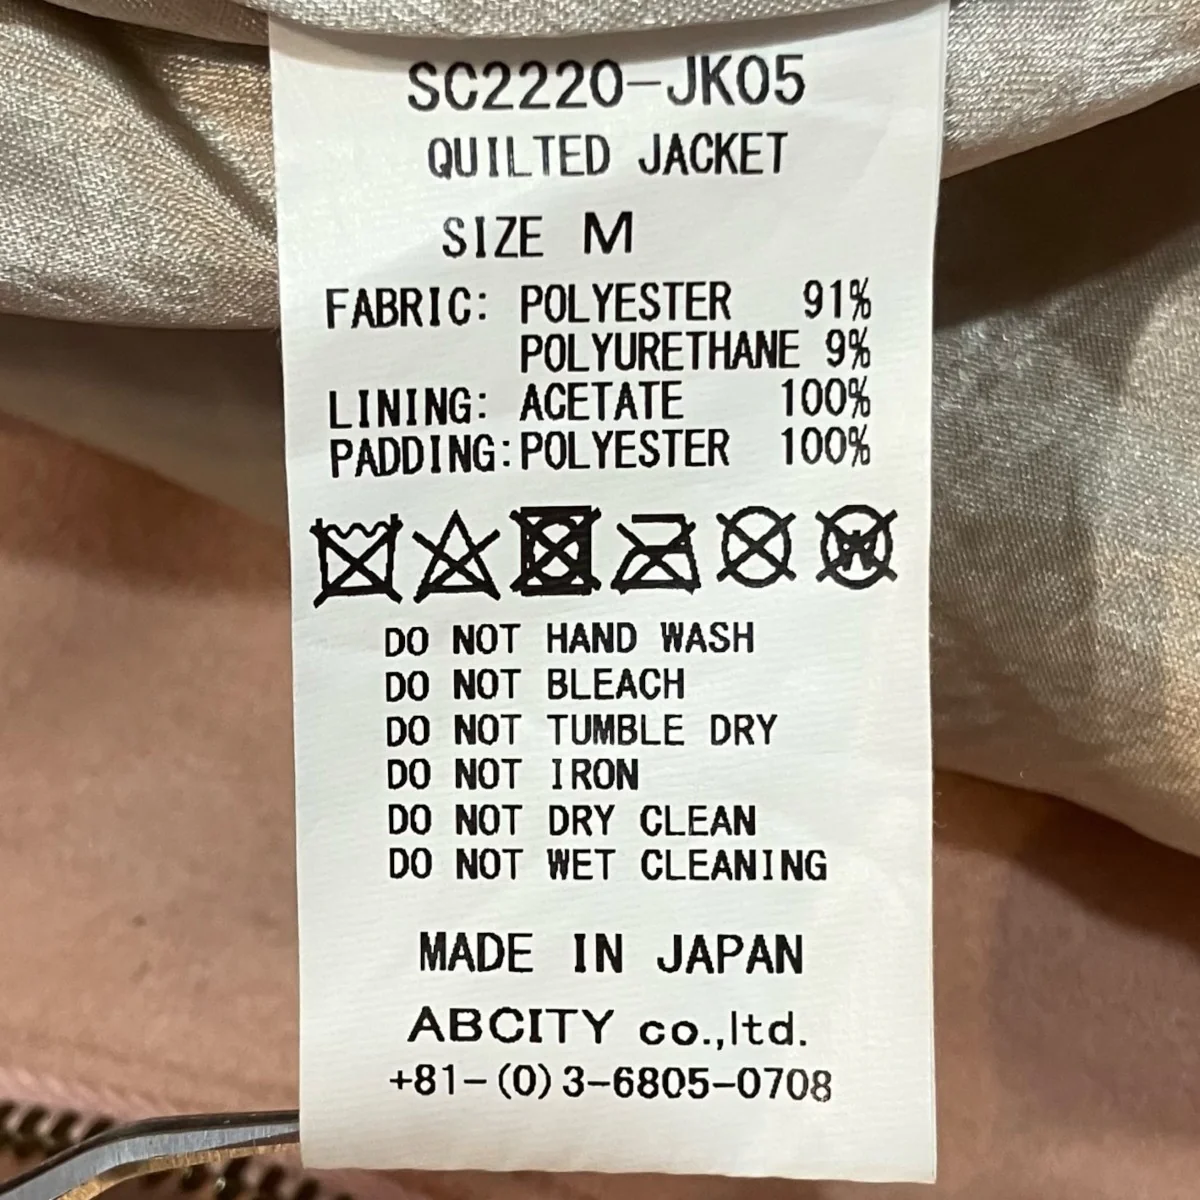 SC2220-JK05
QUILTED JACKET
SIZE M
FABRIC: POLYESTER 91%
POLYURETHANE 9%
LINING: ACETATE 100%
PADDING:POLYESTER 100%
W
DO NOT HAND WASH
DO NOT BLEACH
DO NOT TUMBLE DRY
DO NOT IRON
DO NOT DRY CLEAN
DO NOT WET CLEANING
MADE IN JAPAN
ABCITY co.,ltd.
+81-(0)3-6805-0708